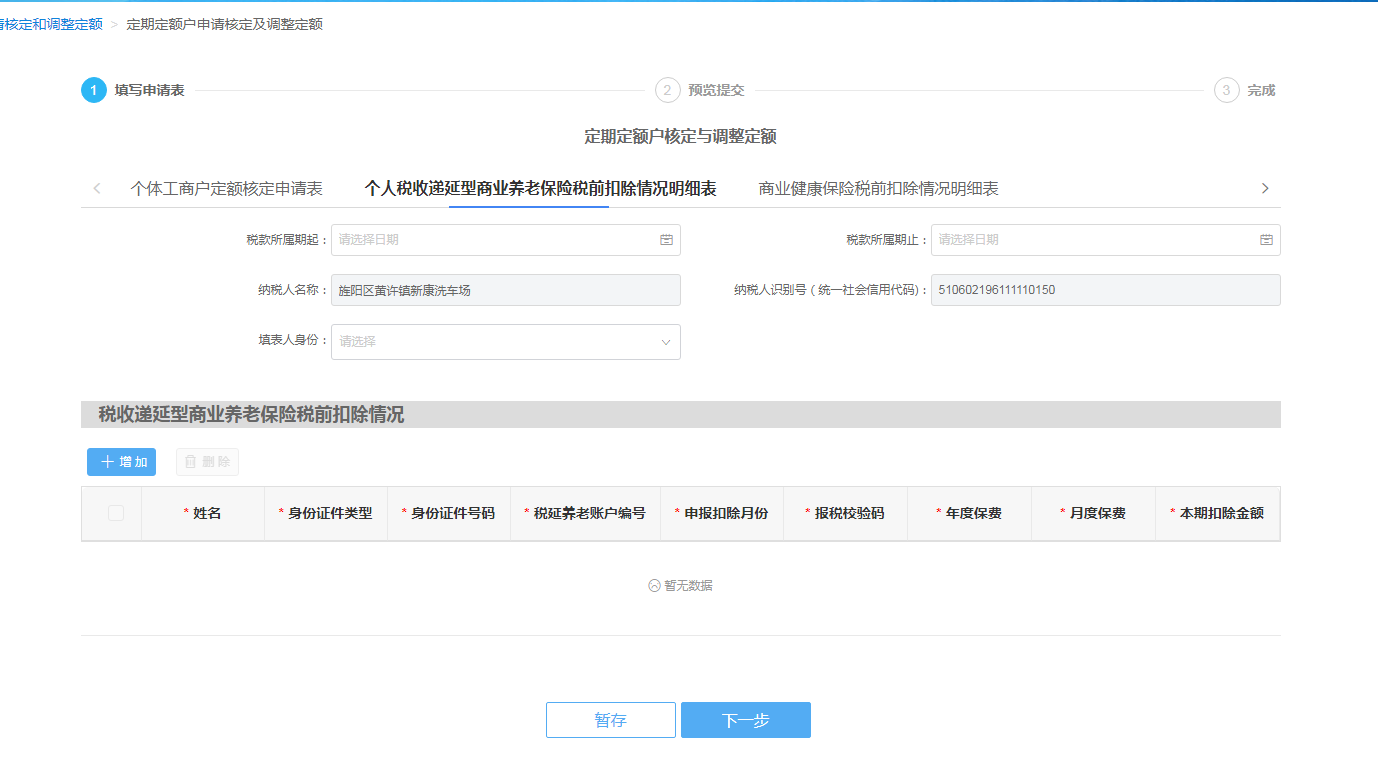 请核定和调整定额 > 定期定额户申请核定及调整定额
1 填写申请表 2 预览提交 3 完成
定期定额户核定与调整定额
个体工商户定额核定申请表 个人税收递延型商业养老保险税前扣除情况明细表 商业健康保险税前扣除情况明细表
税款所属期起： 请选择日期 税款所属期止： 请选择日期
纳税人名称： 旌阳区黄许镇新康洗车场 纳税人识别号（统一社会信用代码）： 510602196111110150
填表人身份： 请选择
税收递延型商业养老保险税前扣除情况
增加 删除
* 姓名 * 身份证件类型 * 身份证件号码 * 税延养老账户编号 * 申报扣除月份 * 报税校验码 * 年度保费 * 月度保费 * 本期扣除金额
暂无数据
暂存 下一步